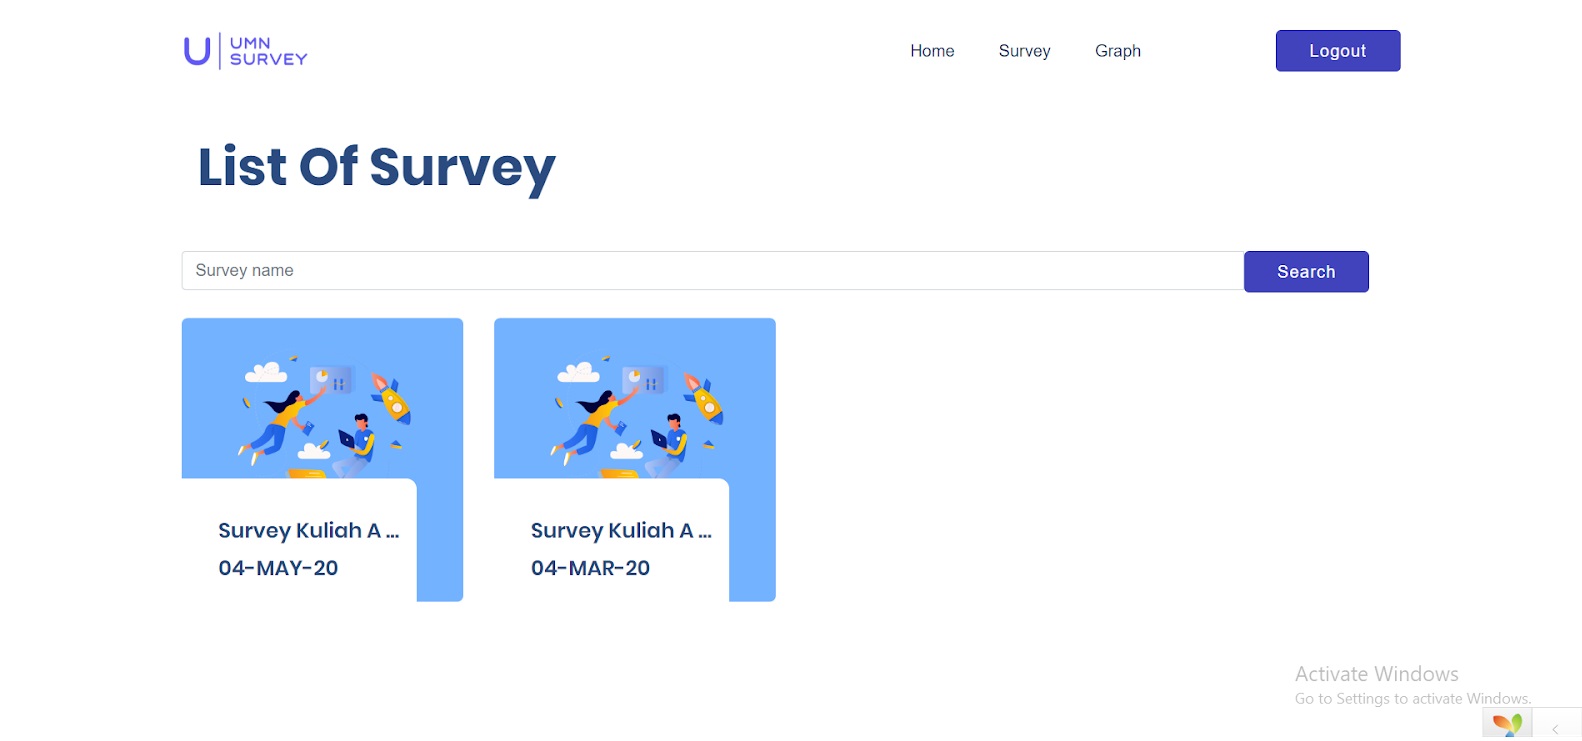 UMN
SURVEY
Home
Survey
Graph
Logout
List Of Survey
Survey name
Search
Survey Kuliah A ...
04-MAY-20
Survey Kuliah A ...
04-MAR-20
Activate Windows
Go to Settings to activate Windows.